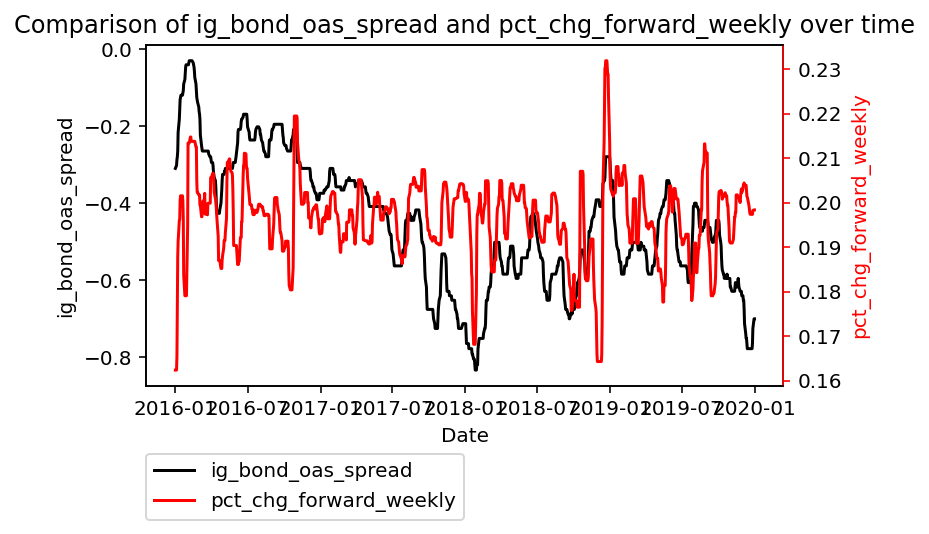 Comparison of ig_bond_oas_spread and pct_chg_forward_weekly over time
ig_bond_oas_spread
0.0
−0.2
−0.4
−0.6
−0.8
0.23
0.22
0.21
0.20
0.19
0.18
0.17
0.16
pct_chg_forward_weekly
2016-01 2016-07 2017-01 2017-07 2018-01 2018-07 2019-01 2019-07 2020-01
Date
ig_bond_oas_spread
pct_chg_forward_weekly